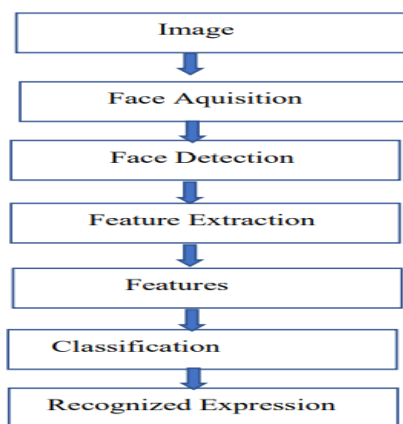 Image
Face Aquisition
Face Detection
Feature Extraction
Features
Classification
Recognized Expression